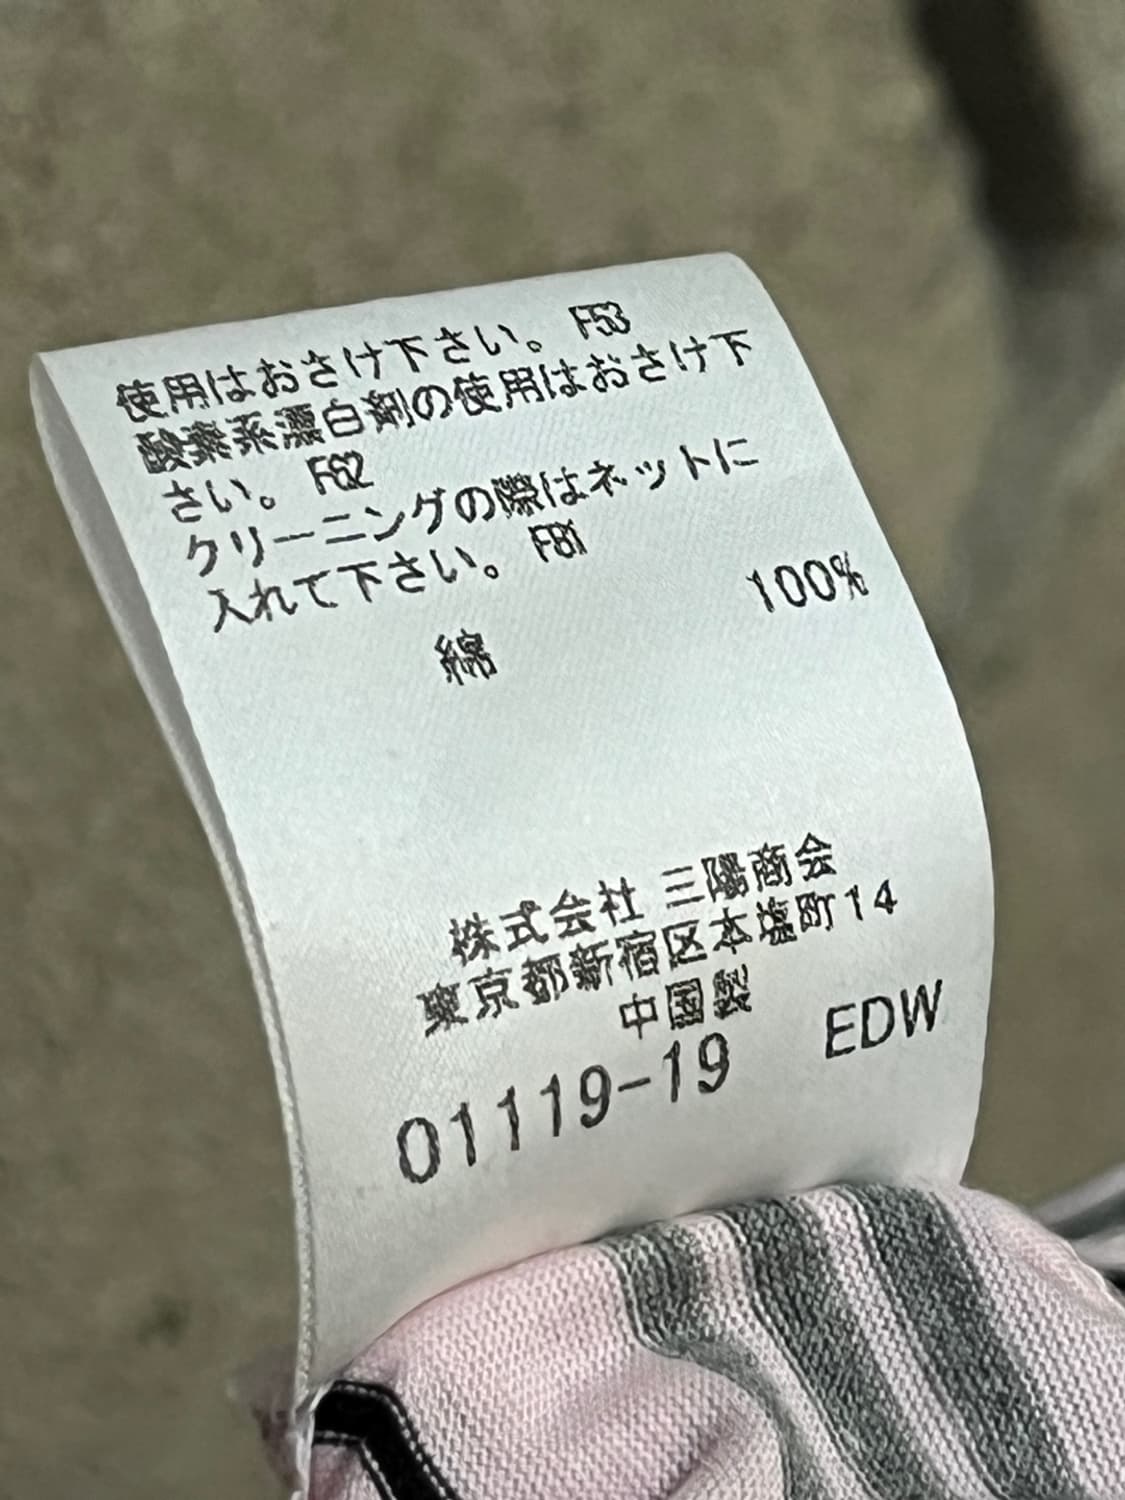 使用はおさけ下さい。 F53
酸素系漂白剤の使用はおさけ下
さい。 F62
クリーニングの際はネットに
入れて下さい。 F81
綿 100%
株式会社 三陽商会
東京都新宿区本塩町14
中国製
01119-19 EDW